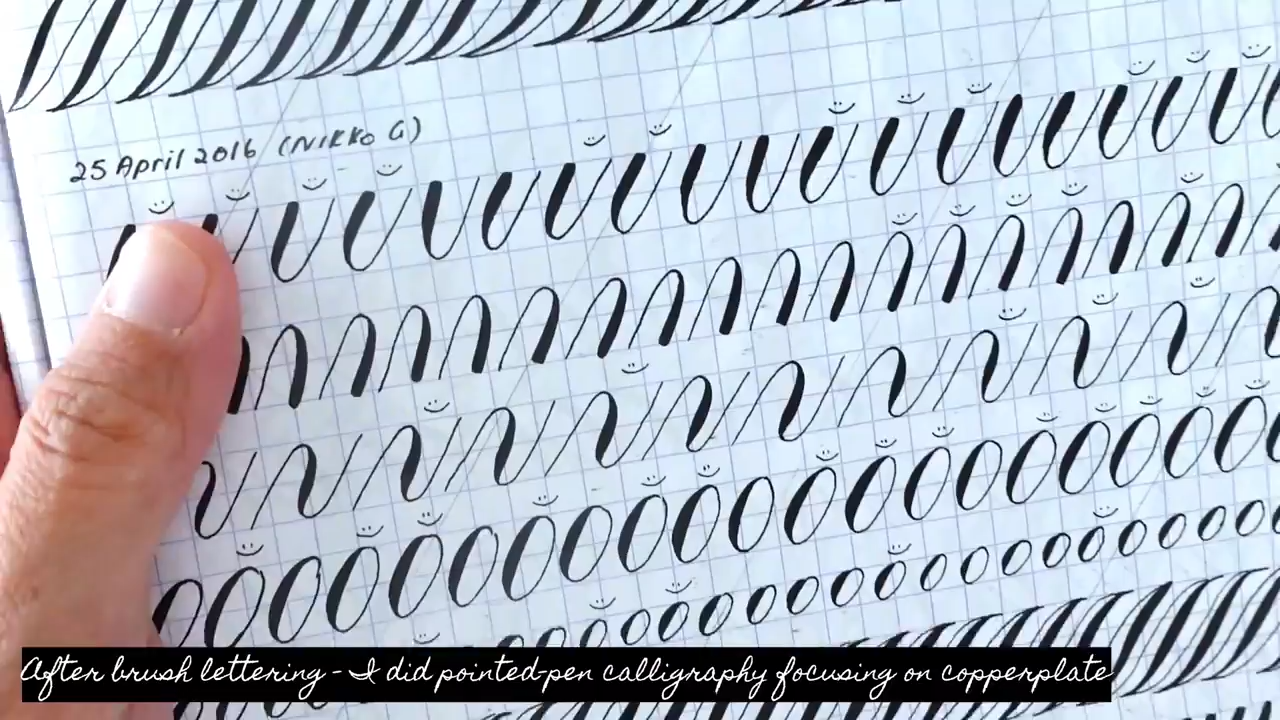 25 April 2016 (Nikko G)
After brush lettering - I did pointed-pen calligraphy focusing on copperplate